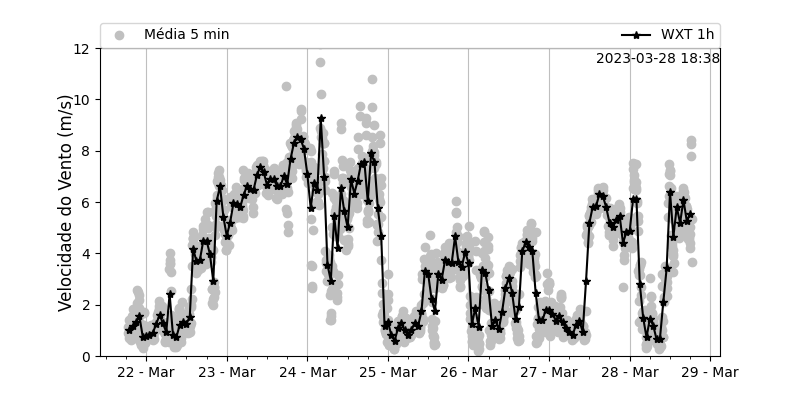 Média 5 min
WXT 1h
2023-03-28 18:38
Velocidade do Vento (m/s)
12
10
8
6
4
2
0
22 - Mar
23 - Mar
24 - Mar
25 - Mar
26 - Mar
27 - Mar
28 - Mar
29 - Mar